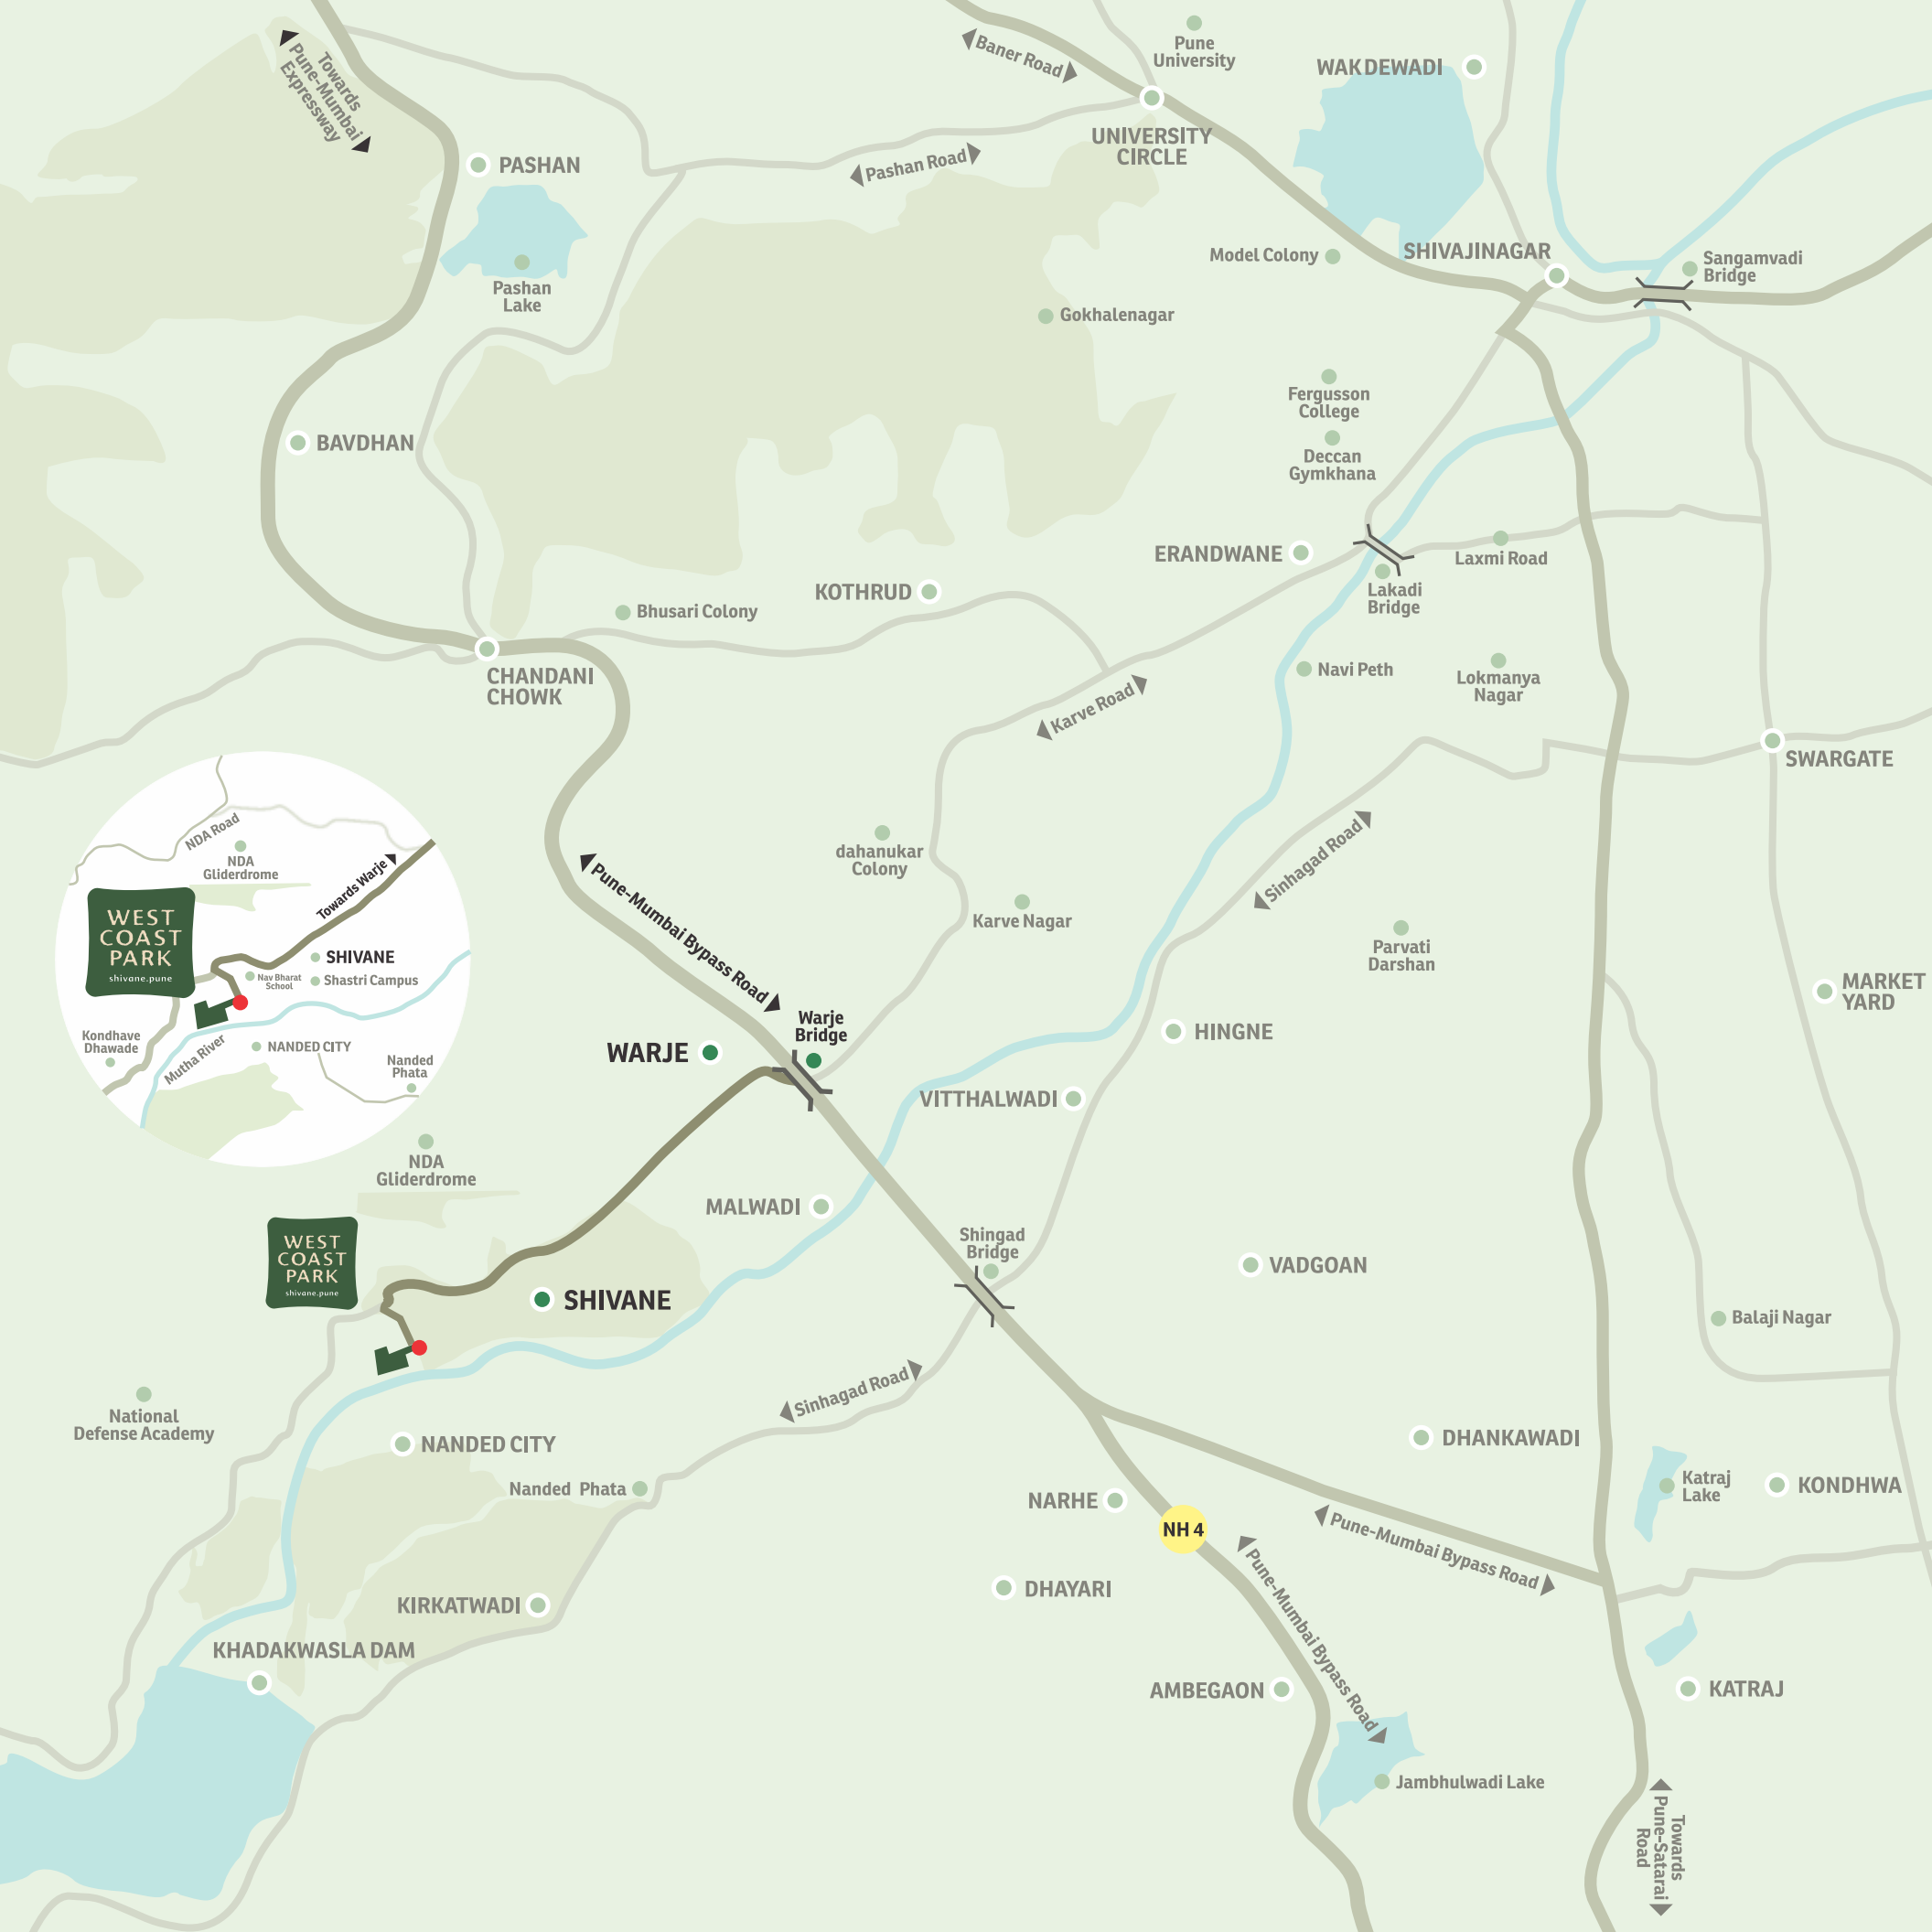 Towards
Pune-Mumbai
Expressway
Baner Road
Pune
University
WAKDEWADI
UNIVERSITY
CIRCLE
PASHAN
Pashan Road
Pashan
Lake
Model Colony
SHIVAJINAGAR
Sangamvadi
Bridge
Gokhalenagar
Fergusson
College
BAVDHAN
Deccan
Gymkhana
ERANDWANE
Laxmi Road
Lakadi
Bridge
KOTHRUD
Bhusari Colony
CHANDANI
CHOWK
Navi Peth
Lokmanya
Nagar
Karve Road
SWARGATE
NDA Road
NDA
Gliderdrome
Towards Warje
WEST
COAST
PARK
shivane.pune
SHIVANE
Nav Bharat
School
Shastri Campus
Kondhave
Dhawade
Mutha River
NANDED CITY
Nanded
Phata
dahanukar
Colony
Sinhagad Road
Pune-Mumbai Bypass Road
Karve Nagar
Parvati
Darshan
MARKET
YARD
Warje
Bridge
WARJE
HINGNE
VITTHALWADI
NDA
Gliderdrome
MALWADI
Shingad
Bridge
VADGOAN
WEST
COAST
PARK
shivane.pune
SHIVANE
Balaji Nagar
Sinhagad Road
National
Defense Academy
NANDED CITY
DHANKAWADI
Nanded Phata
NARHE
Katraj
Lake
KONDHWA
NH 4
Pune-Mumbai Bypass Road
DHAYARI
KIRKATWADI
Pune-Mumbai Bypass Road
KHADAKWASLA DAM
AMBEGAON
KATRAJ
Jambhulwadi Lake
Towards
Pune-Satarai
Road